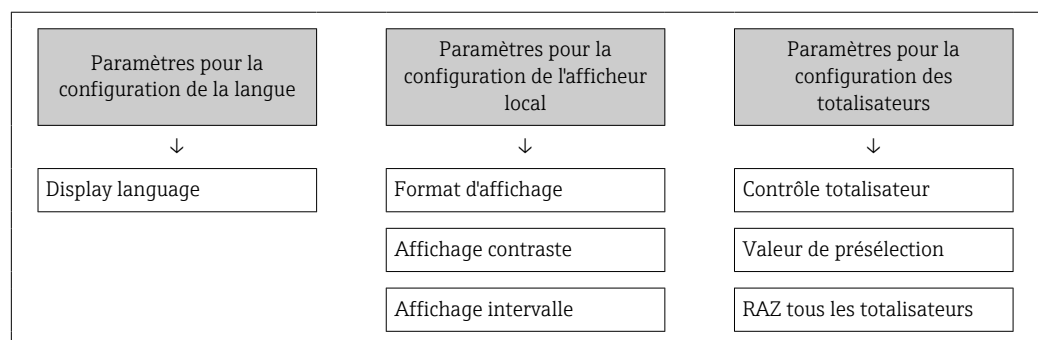 Paramètres pour la
configuration de la langue
↓
Display language
Paramètres pour la
configuration de l'afficheur
local
↓
Format d'affichage
Affichage contraste
Affichage intervalle
Paramètres pour la
configuration des
totalisateurs
↓
Contrôle totalisateur
Valeur de présélection
RAZ tous les totalisateurs